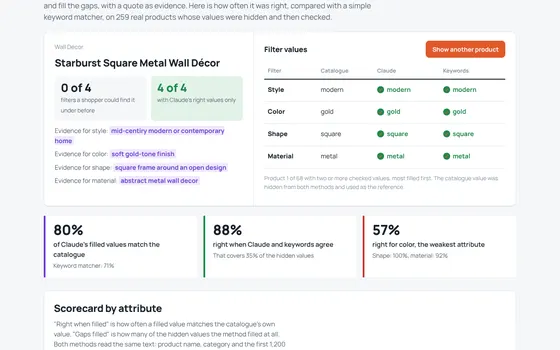 and fill the gaps, with a quote as evidence. Here is how often it was right, compared with a simple
keyword matcher, on 259 real products whose values were hidden and then checked.
Wall Décor
Starburst Square Metal Wall Décor
0 of 4
filters a shopper could find it
under before
4 of 4
with Claude's right values only
Evidence for style: mid-centiry modern or contemporary
home
Evidence for color: soft gold-tone finish
Evidence for shape: square frame around an open design
Evidence for material: abstract metal wall decor
Filter values
Show another product
Filter Catalogue Claude Keywords
Style modern modern modern
Color gold gold gold
Shape square square square
Material metal metal metal
Product 1 of 59 with two or more checked values, most filled first. The catalogue value was
hidden from both methods and used as the reference.
80%
of Claude's filled values match the
catalogue
Keyword matcher: 71%
88%
right when Claude and keywords agree
That covers 35% of the hidden values
57%
right for color, the weakest attribute
Shape: 100%, material: 92%
Scorecard by attribute
"Right when filled" is how often a filled value matches the catalogue's own
value. "Gaps filled" is how many of the hidden values the method filled at all.
Both methods read the same text: product name, category and the first 1,200